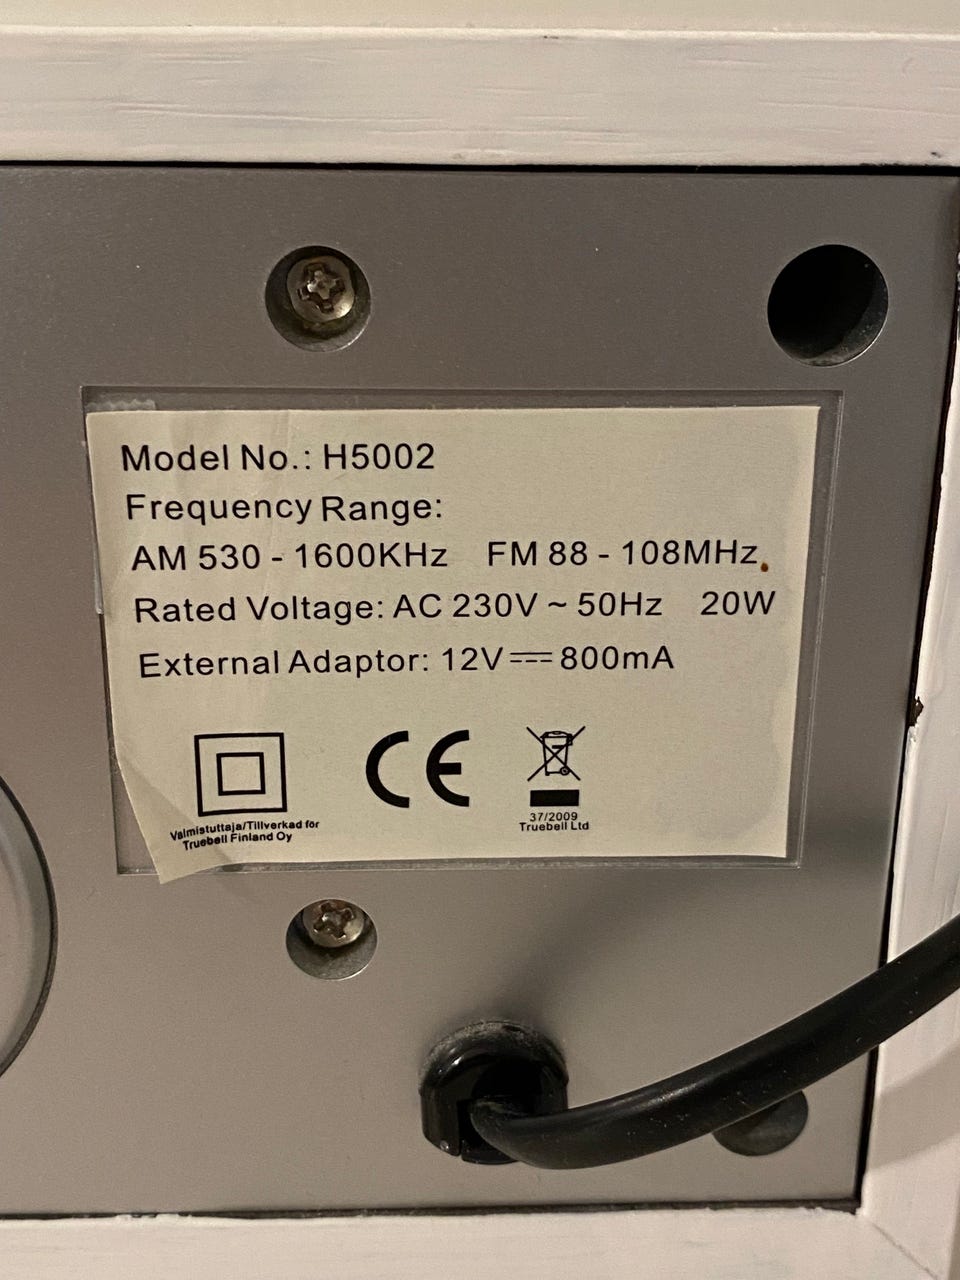 Model No.: H5002
Frequency Range:
AM 530 - 1600KHz FM 88 - 108MHz
Rated Voltage: AC 230V ~ 50Hz 20W
External Adaptor: 12V⎓800mA
CE
Valmistuttaja/Tillverkad för
Truebell Finland Oy
37/2009
Truebell Ltd